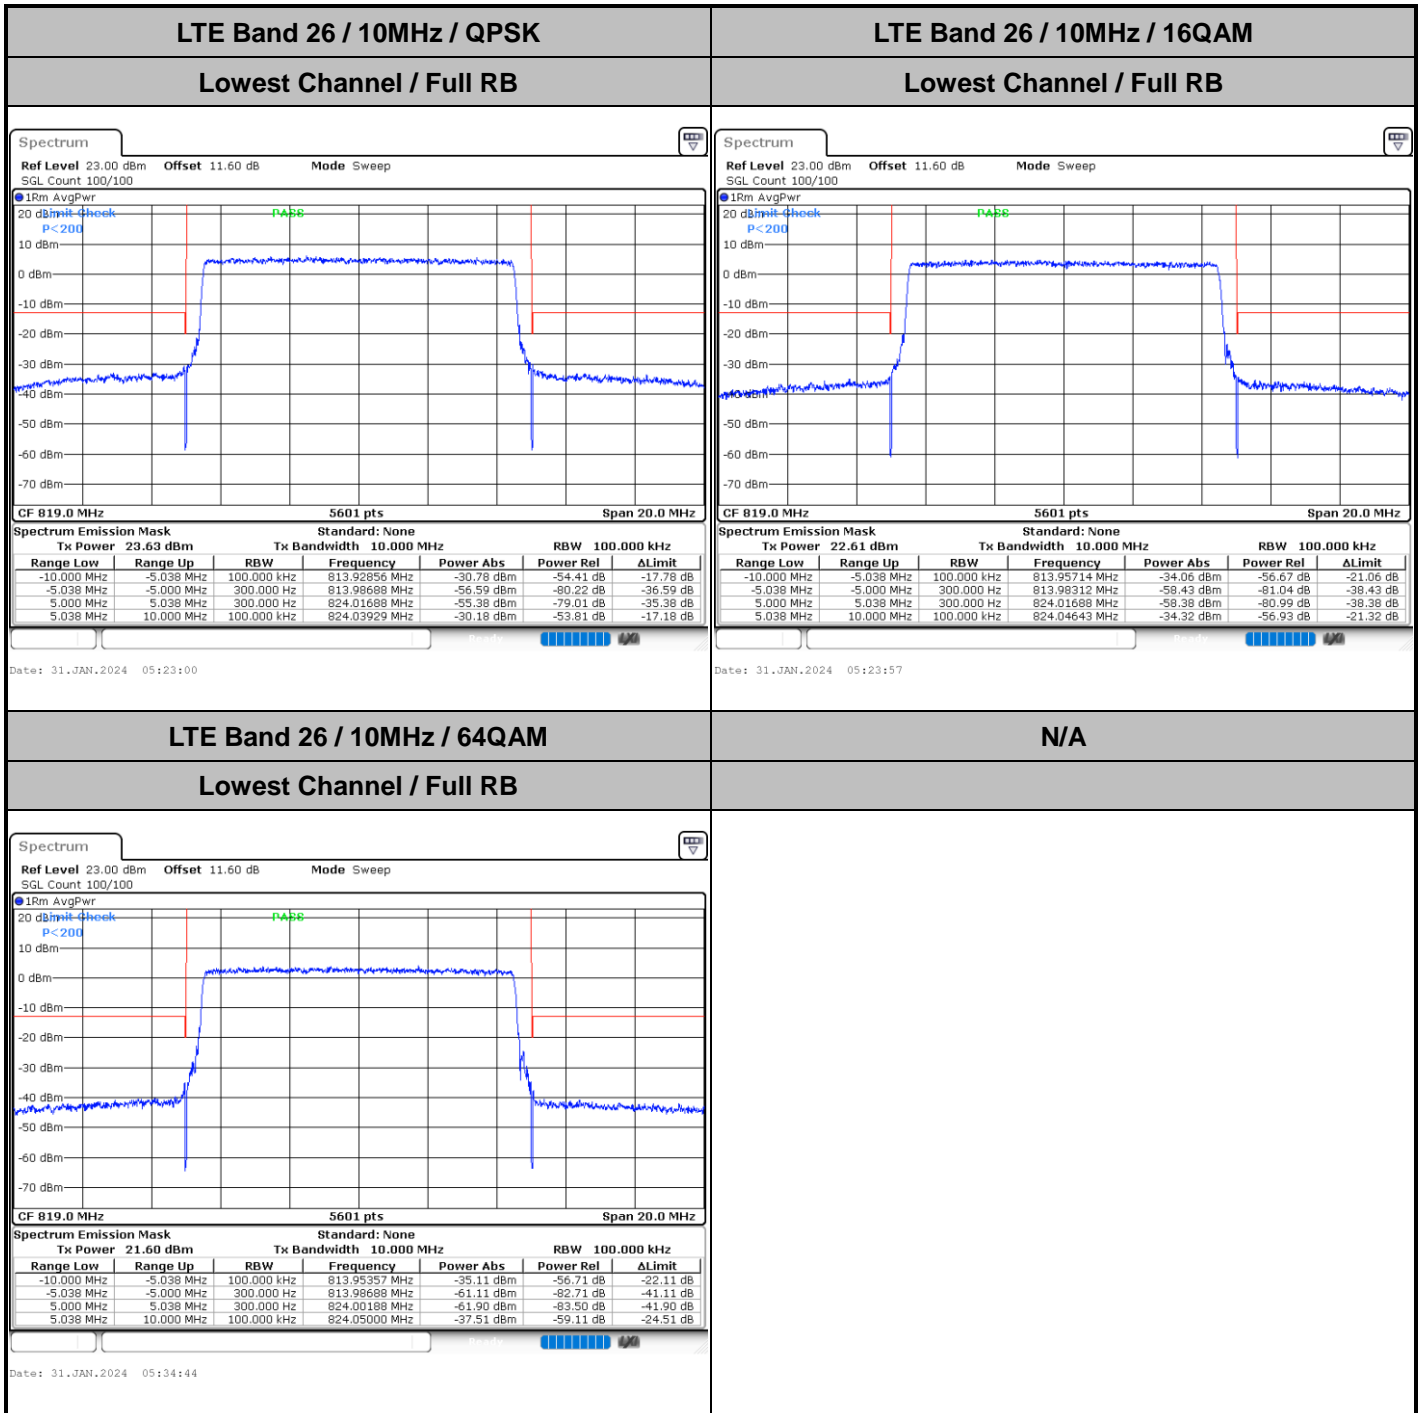 LTE Band 26 / 10MHz / QPSK
Lowest Channel / Full RB
Spectrum
Ref Level 23.00 dBm Offset 11.60 dB Mode Sweep
SGL Count 100/100
1Rm AvgPwr
20 dBm Limit Check PASS
P<200
10 dBm
0 dBm
-10 dBm
-20 dBm
-30 dBm
-40 dBm
-50 dBm
-60 dBm
-70 dBm
CF 819.0 MHz 5601 pts Span 20.0 MHz
Spectrum Emission Mask Standard: None
Tx Power 23.63 dBm Tx Bandwidth 10.000 MHz RBW 100.000 kHz
Range Low Range Up RBW Frequency Power Abs Power Rel ΔLimit
-10.000 MHz -5.038 MHz 100.000 kHz 813.92856 MHz -30.78 dBm -54.41 dB -17.78 dB
-5.038 MHz -5.000 MHz 300.000 Hz 813.98688 MHz -56.59 dBm -80.22 dB -36.59 dB
5.000 MHz 5.038 MHz 300.000 Hz 824.01688 MHz -55.38 dBm -79.01 dB -35.38 dB
5.038 MHz 10.000 MHz 100.000 kHz 824.03929 MHz -30.18 dBm -53.81 dB -17.18 dB
Ready
Date: 31.JAN.2024 05:23:00
LTE Band 26 / 10MHz / 16QAM
Lowest Channel / Full RB
Spectrum
Ref Level 23.00 dBm Offset 11.60 dB Mode Sweep
SGL Count 100/100
1Rm AvgPwr
20 dBm Limit Check PASS
P<200
10 dBm
0 dBm
-10 dBm
-20 dBm
-30 dBm
-40 dBm
-50 dBm
-60 dBm
-70 dBm
CF 819.0 MHz 5601 pts Span 20.0 MHz
Spectrum Emission Mask Standard: None
Tx Power 22.61 dBm Tx Bandwidth 10.000 MHz RBW 100.000 kHz
Range Low Range Up RBW Frequency Power Abs Power Rel ΔLimit
-10.000 MHz -5.038 MHz 100.000 kHz 813.95714 MHz -34.06 dBm -56.67 dB -21.06 dB
-5.038 MHz -5.000 MHz 300.000 Hz 813.98312 MHz -58.43 dBm -81.04 dB -38.43 dB
5.000 MHz 5.038 MHz 300.000 Hz 824.01688 MHz -58.38 dBm -80.99 dB -38.38 dB
5.038 MHz 10.000 MHz 100.000 kHz 824.04643 MHz -34.32 dBm -56.93 dB -21.32 dB
Ready
Date: 31.JAN.2024 05:23:57
LTE Band 26 / 10MHz / 64QAM
Lowest Channel / Full RB
Spectrum
Ref Level 23.00 dBm Offset 11.60 dB Mode Sweep
SGL Count 100/100
1Rm AvgPwr
20 dBm Limit Check PASS
P<200
10 dBm
0 dBm
-10 dBm
-20 dBm
-30 dBm
-40 dBm
-50 dBm
-60 dBm
-70 dBm
CF 819.0 MHz 5601 pts Span 20.0 MHz
Spectrum Emission Mask Standard: None
Tx Power 21.60 dBm Tx Bandwidth 10.000 MHz RBW 100.000 kHz
Range Low Range Up RBW Frequency Power Abs Power Rel ΔLimit
-10.000 MHz -5.038 MHz 100.000 kHz 813.95357 MHz -35.11 dBm -56.71 dB -22.11 dB
-5.038 MHz -5.000 MHz 300.000 Hz 813.98688 MHz -61.11 dBm -82.71 dB -41.11 dB
5.000 MHz 5.038 MHz 300.000 Hz 824.00188 MHz -61.90 dBm -83.50 dB -41.90 dB
5.038 MHz 10.000 MHz 100.000 kHz 824.05000 MHz -37.51 dBm -59.11 dB -24.51 dB
Ready
Date: 31.JAN.2024 05:34:44
N/A